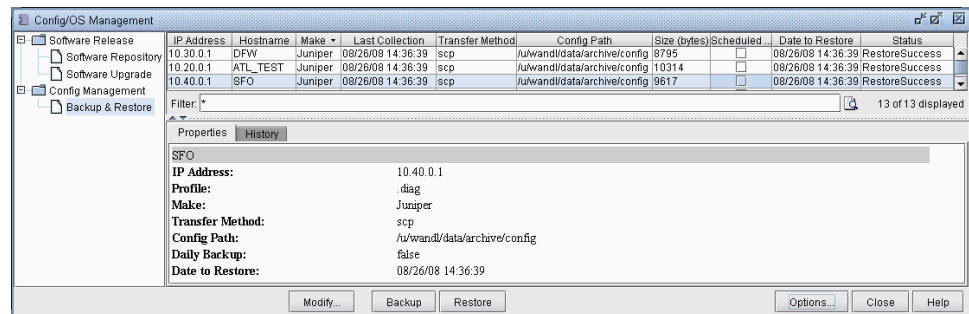 Config/OS Management
Software Release
Software Repository
Software Upgrade
Config Management
Backup & Restore
IP Address Hostname Make Last Collection Transfer Method Config Path Size (bytes) Scheduled ... Date to Restore Status
10.30.0.1 DFW Juniper 08/26/08 14:36:39 scp /u/wandl/data/archive/config 8795 08/26/08 14:36:39 RestoreSuccess
10.20.0.1 ATL_TEST Juniper 08/26/08 14:36:39 scp /u/wandl/data/archive/config 10314 08/26/08 14:36:39 RestoreSuccess
10.40.0.1 SFO Juniper 08/26/08 14:36:39 scp /u/wandl/data/archive/config 9617 08/26/08 14:36:39 RestoreSuccess
Filter: * 13 of 13 displayed
Properties History
SFO
IP Address: 10.40.0.1
Profile: .diag
Make: Juniper
Transfer Method: scp
Config Path: /u/wandl/data/archive/config
Daily Backup: false
Date to Restore: 08/26/08 14:36:39
Modify... Backup Restore Options... Close Help